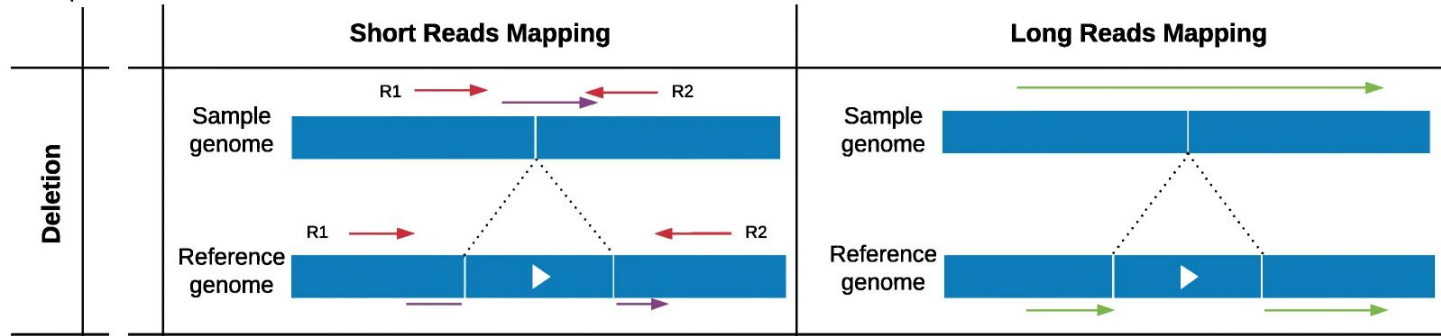 Short Reads Mapping
Long Reads Mapping
Deletion
R1
R2
Sample
genome
R1
R2
Reference
genome
Sample
genome
Reference
genome